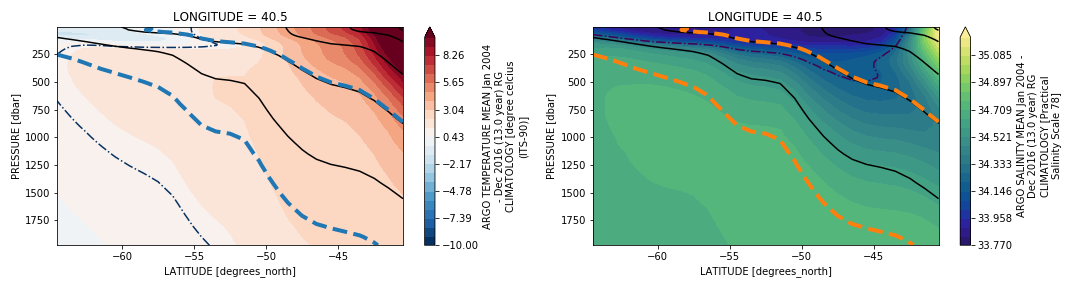 LONGITUDE = 40.5
PRESSURE [dbar]
250
500
750
1000
1250
1500
1750
−60
−55
−50
−45
LATITUDE [degrees_north]
8.26
5.65
3.04
0.43
−2.17
−4.78
−7.39
−10.00
ARGO TEMPERATURE MEAN Jan 2004
- Dec 2016 (13.0 year) RG
CLIMATOLOGY [degree celcius
(ITS-90)]
LONGITUDE = 40.5
PRESSURE [dbar]
250
500
750
1000
1250
1500
1750
−60
−55
−50
−45
LATITUDE [degrees_north]
35.085
34.897
34.709
34.521
34.333
34.146
33.958
33.770
ARGO SALINITY MEAN Jan 2004 -
Dec 2016 (13.0 year) RG
CLIMATOLOGY [Practical
Salinity Scale 78]